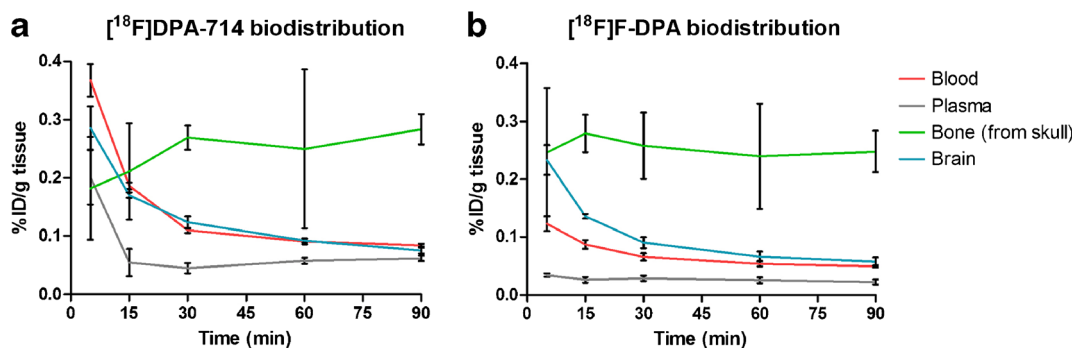 a [¹⁸F]DPA-714 biodistribution
0.4
0.3
0.2
0.1
0.0
%ID/g tissue
0 15 30 45 60 75 90
Time (min)
b [¹⁸F]F-DPA biodistribution
0.4
0.3
0.2
0.1
0.0
%ID/g tissue
0 15 30 45 60 75 90
Time (min)
Blood
Plasma
Bone (from skull)
Brain